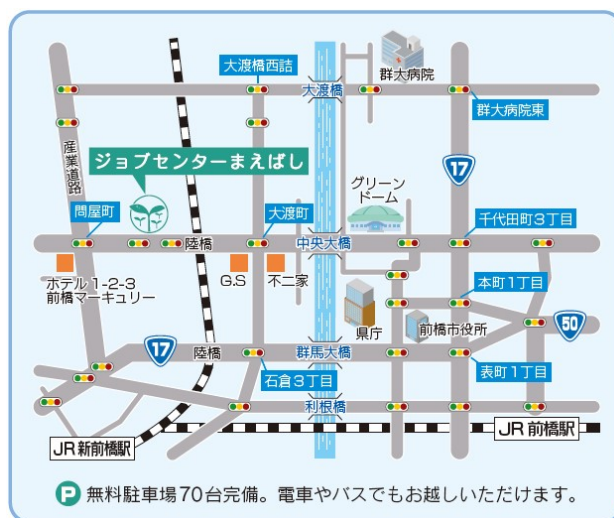 大渡橋西詰
群大病院
大渡橋
群大病院東
産業道路
ジョブセンターまえばし
17
グリーン
ドーム
問屋町
大渡町
千代田町3丁目
陸橋
中央大橋
ホテル1-2-3
前橋マーキュリー
G.S
不二家
本町1丁目
県庁
前橋市役所
50
17
陸橋
群馬大橋
石倉3丁目
表町1丁目
利根橋
JR新前橋駅
JR前橋駅
P 無料駐車場70台完備。電車やバスでもお越しいただけます。